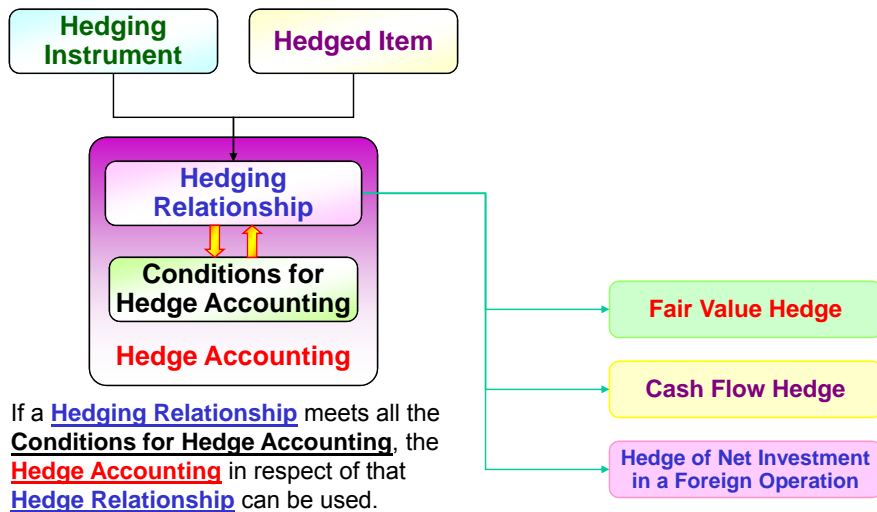 Hedging
Instrument
Hedged Item
Hedging
Relationship
Conditions for
Hedge Accounting
Hedge Accounting
Fair Value Hedge
Cash Flow Hedge
Hedge of Net Investment
in a Foreign Operation
If a Hedging Relationship meets all the
Conditions for Hedge Accounting, the
Hedge Accounting in respect of that
Hedge Relationship can be used.